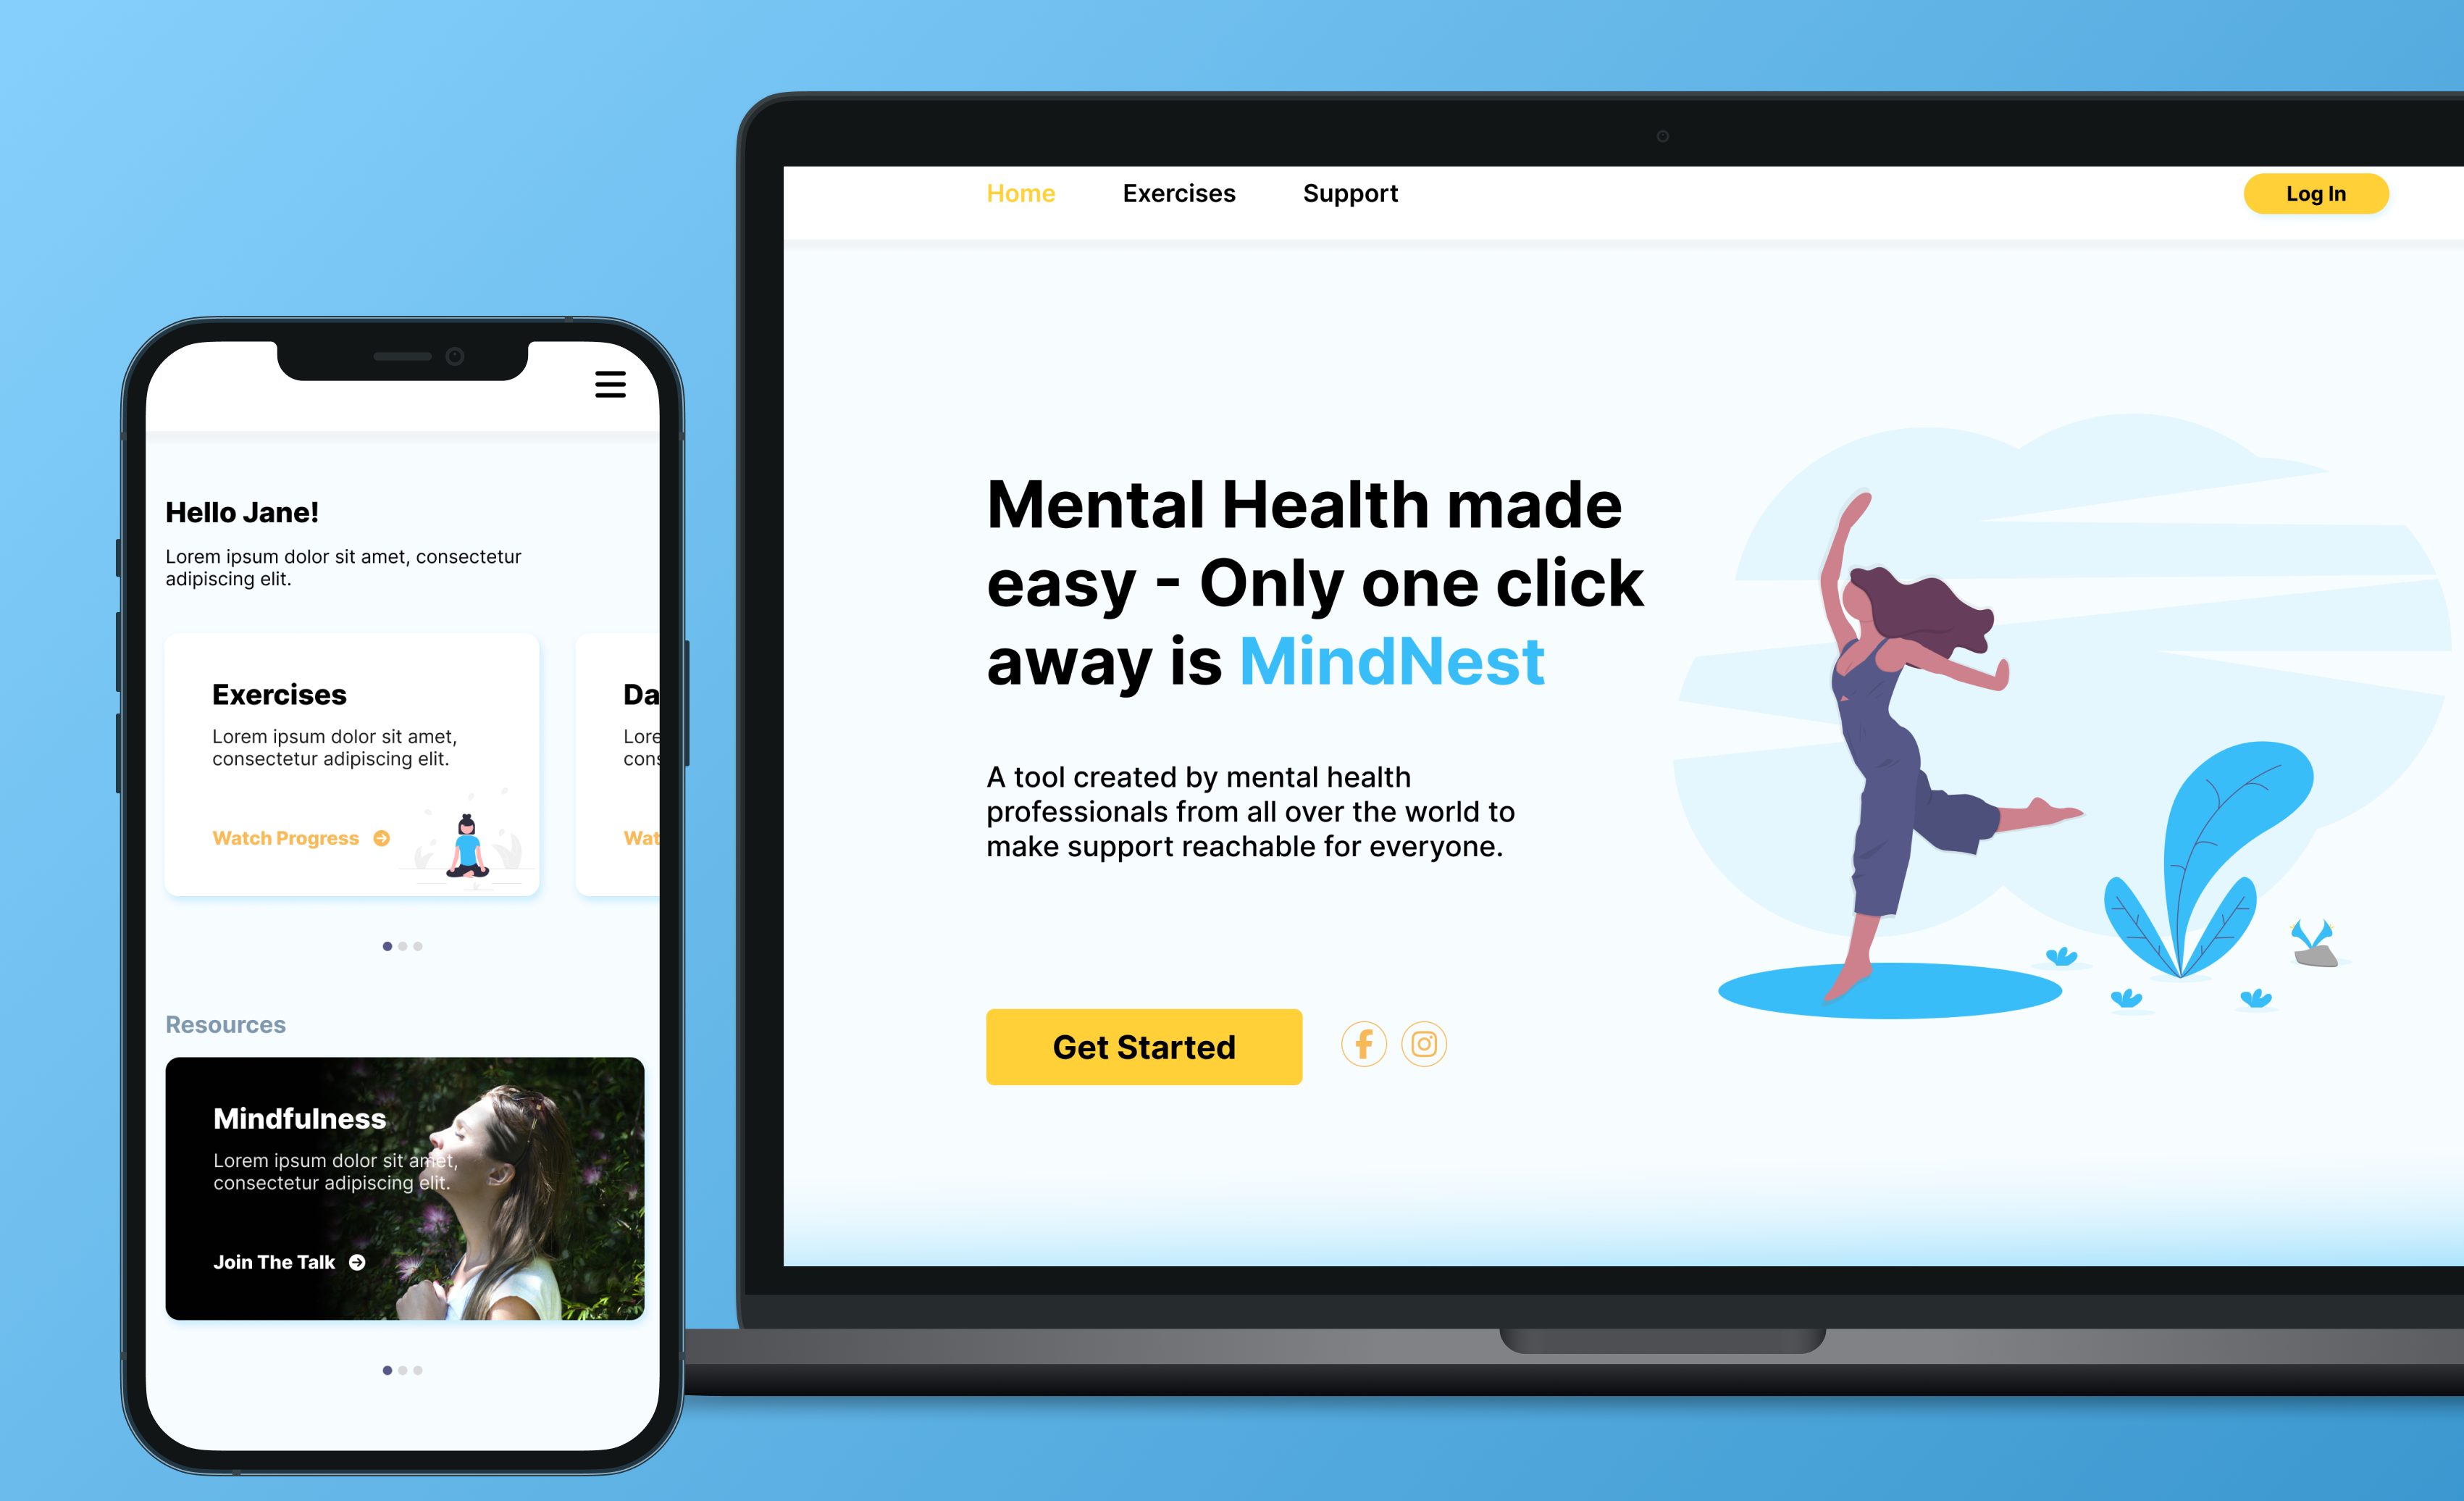 Home
Exercises
Support
Log In
Mental Health made
easy - Only one click
away is MindNest
A tool created by mental health
professionals from all over the world to
make support reachable for everyone.
Get Started
Hello Jane!
Lorem ipsum dolor sit amet, consectetur
adipiscing elit.
Exercises
Lorem ipsum dolor sit amet,
consectetur adipiscing elit.
Watch Progress
Da
Lore
cons
Wat
Resources
Mindfulness
Lorem ipsum dolor sit amet,
consectetur adipiscing elit.
Join The Talk